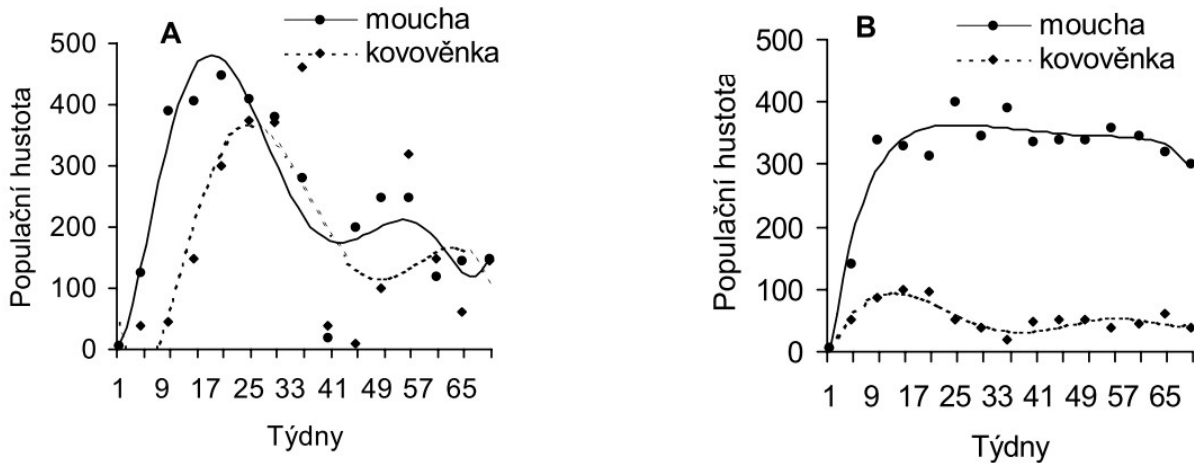 A
moucha
kovověnka
Populační hustota
500
400
300
200
100
0
1 9 17 25 33 41 49 57 65
Týdny
B
moucha
kovověnka
Populační hustota
500
400
300
200
100
0
1 9 17 25 33 41 49 57 65
Týdny